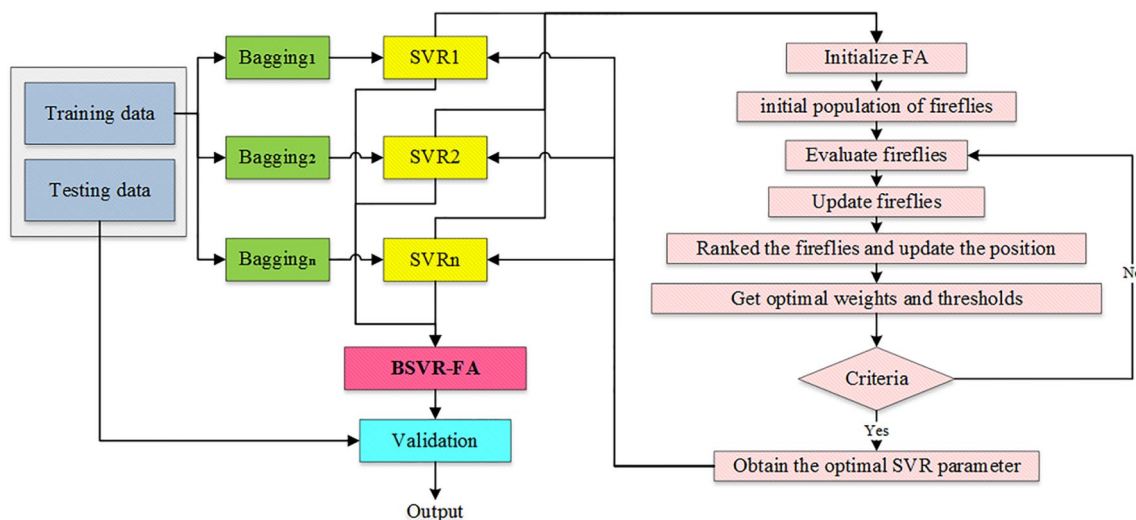 Training data
Testing data
Bagging₁
Bagging₂
Baggingₙ
SVR1
SVR2
SVRn
BSVR-FA
Validation
Output
Initialize FA
initial population of fireflies
Evaluate fireflies
Update fireflies
Ranked the fireflies and update the position
Get optimal weights and thresholds
Criteria
No
Yes
Obtain the optimal SVR parameter